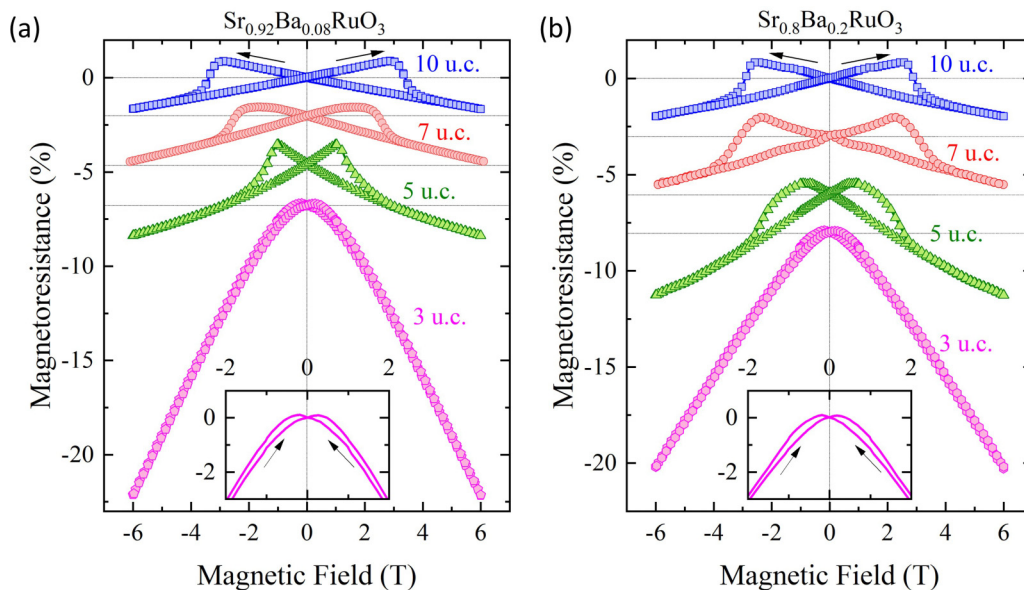 (a)
Sr0.92Ba0.08RuO3
10 u.c.
7 u.c.
5 u.c.
3 u.c.
0
-5
-10
-15
-20
Magnetoresistance (%)
-2 0 2
0
-2
-6 -4 -2 0 2 4 6
Magnetic Field (T)
(b)
Sr0.8Ba0.2RuO3
10 u.c.
7 u.c.
5 u.c.
3 u.c.
0
-5
-10
-15
-20
Magnetoresistance (%)
-2 0 2
0
-2
-6 -4 -2 0 2 4 6
Magnetic Field (T)